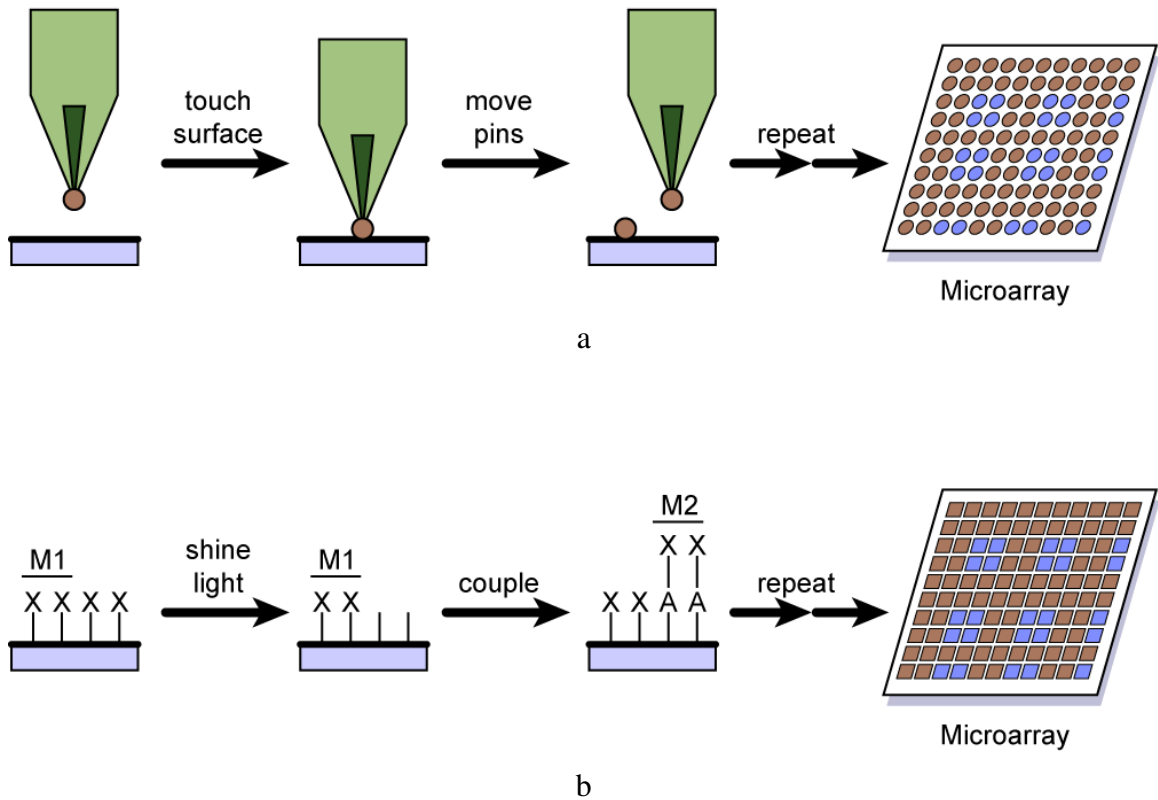 touch
surface
move
pins
repeat
Microarray
a
M1
X X X X
shine
light
M1
X X
couple
M2
X X
X X A A
repeat
Microarray
b